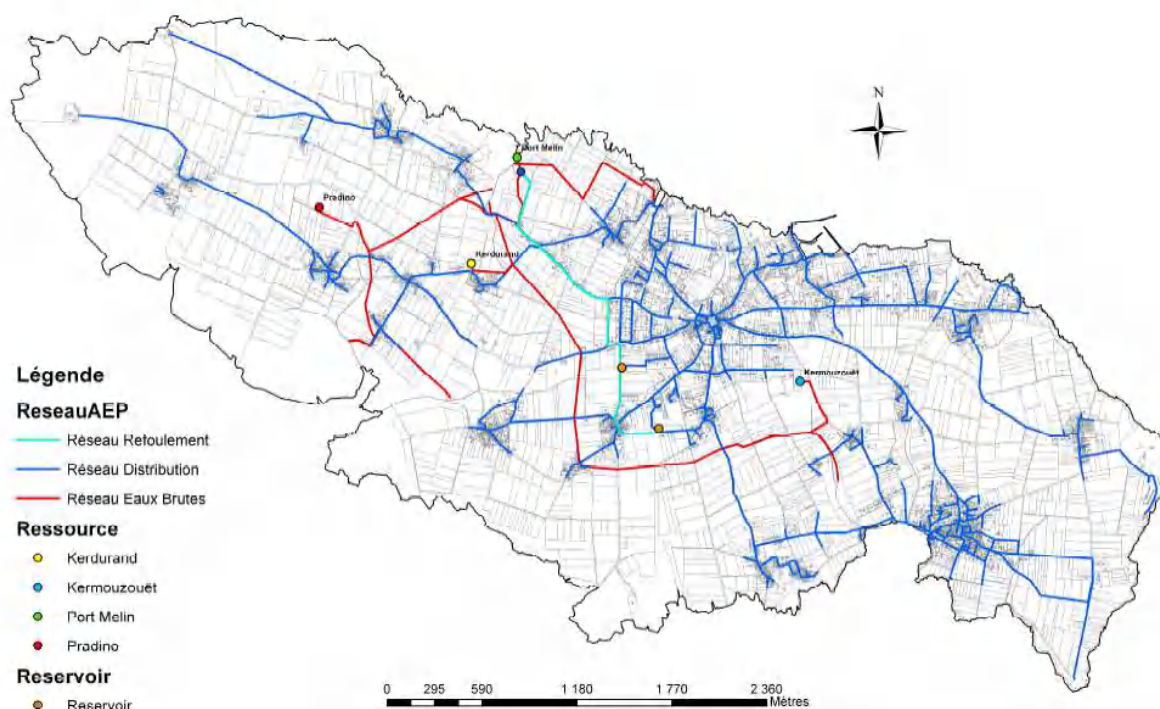 N
Port Melin
Pradino
Kerdurand
Kermouzouët
Légende
ReseauAEP
Réseau Refoulement
Réseau Distribution
Réseau Eaux Brutes
Ressource
Kerdurand
Kermouzouët
Port Melin
Pradino
Reservoir
Reservoir
0 295 590 1 180 1 770 2 360
Mètres